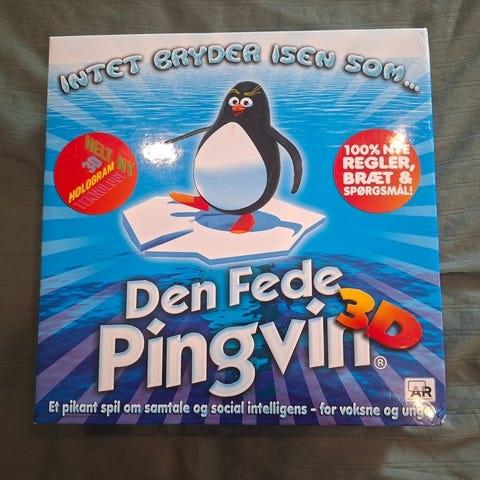 INTET BRYDER ISEN SOM...
HELT NY
3D
HOLOGRAM
TEKNOLOGI
100% NYE
REGLER,
BRÆT &
SPØRGSMÅL!
Den Fede
Pingvin 3D
®
Et pikant spil om samtale og social intelligens - for voksne og unge
AR